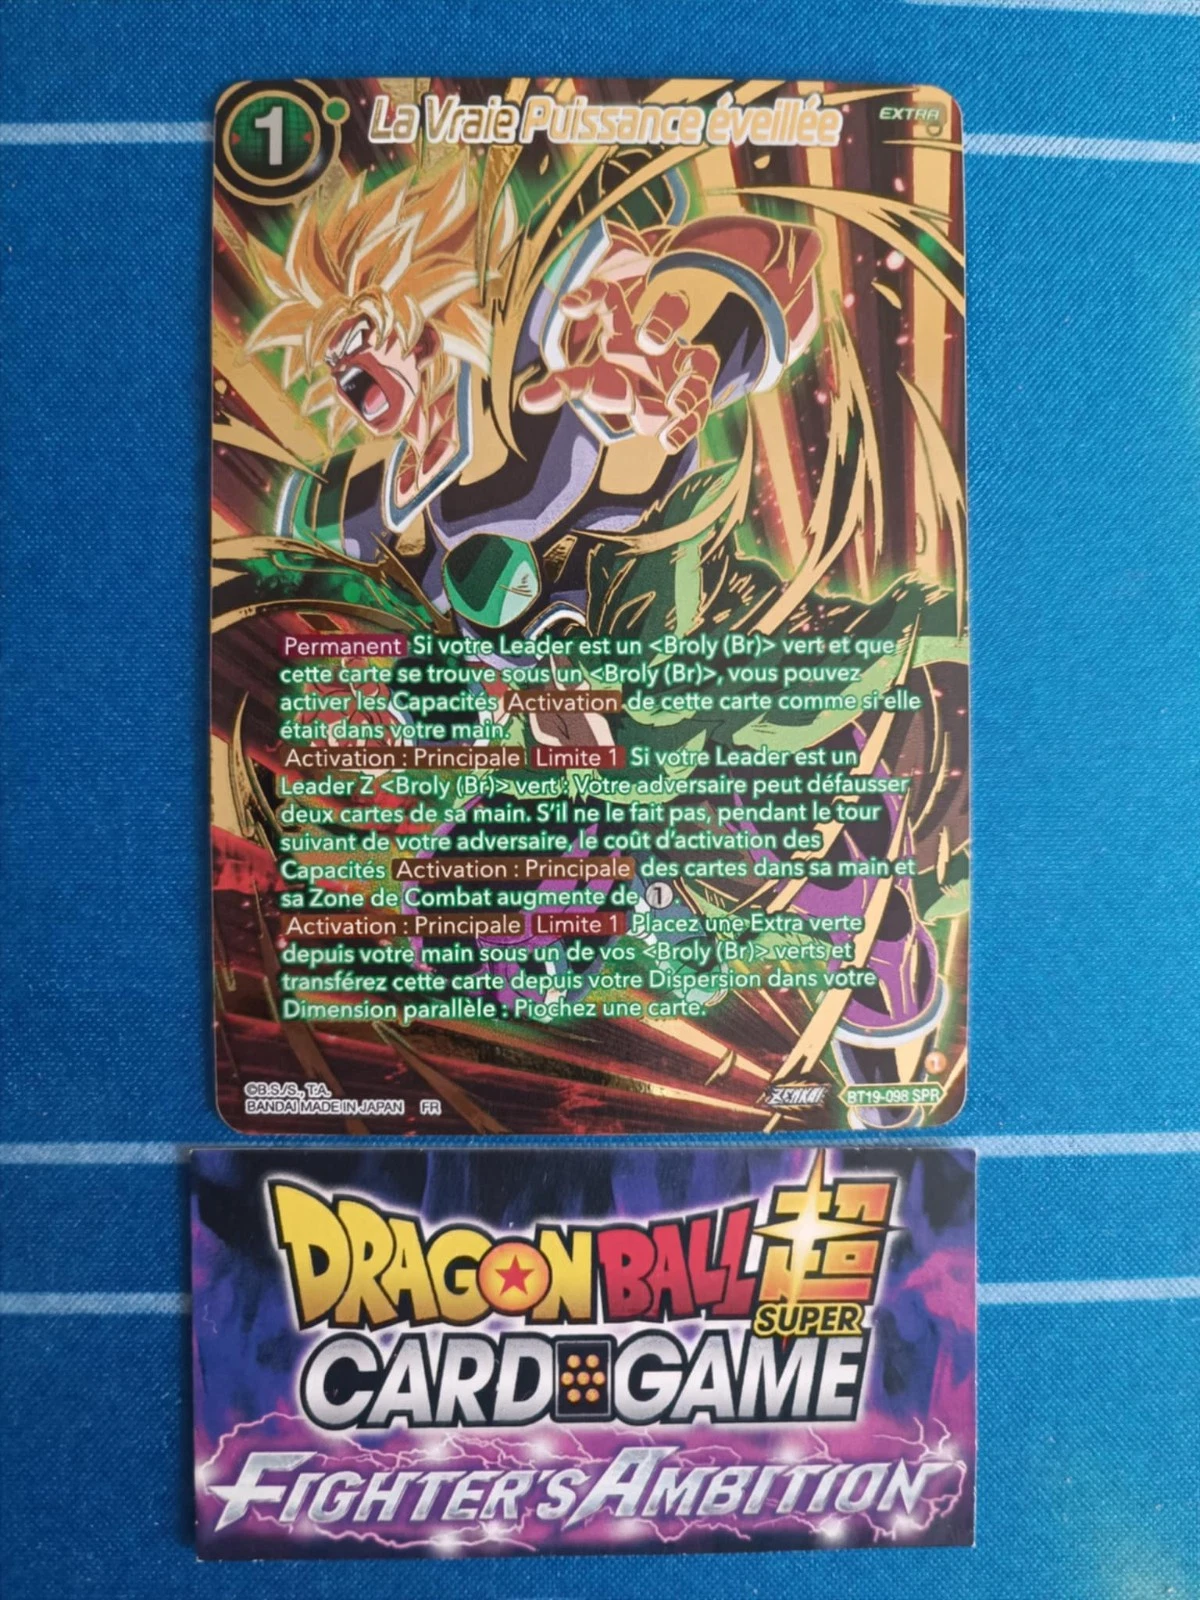 1
La Vraie Puissance éveillée
EXTRA
Permanent Si votre Leader est un <Broly (Br)> vert et que
cette carte se trouve sous un <Broly (Br)>, vous pouvez
activer les Capacités Activation de cette carte comme si elle
était dans votre main.
Activation : Principale Limite 1 Si votre Leader est un
Leader Z <Broly (Br)> vert : Votre adversaire peut défausser
deux cartes de sa main. S'il ne le fait pas, pendant le tour
suivant de votre adversaire, le coût d'activation des
Capacités Activation : Principale des cartes dans sa main et
sa Zone de Combat augmente de 1.
Activation : Principale Limite 1 Placez une Extra verte
depuis votre main sous un de vos <Broly (Br)> verts et
transférez cette carte depuis votre Dispersion dans votre
Dimension parallèle : Piochez une carte.
1
©B.S./S., T.A.
BANDAI MADE IN JAPAN FR
ZENKAI
BT19-098 SPR
DRAGON BALL 超
SUPER
CARD GAME
FIGHTER'S AMBITION